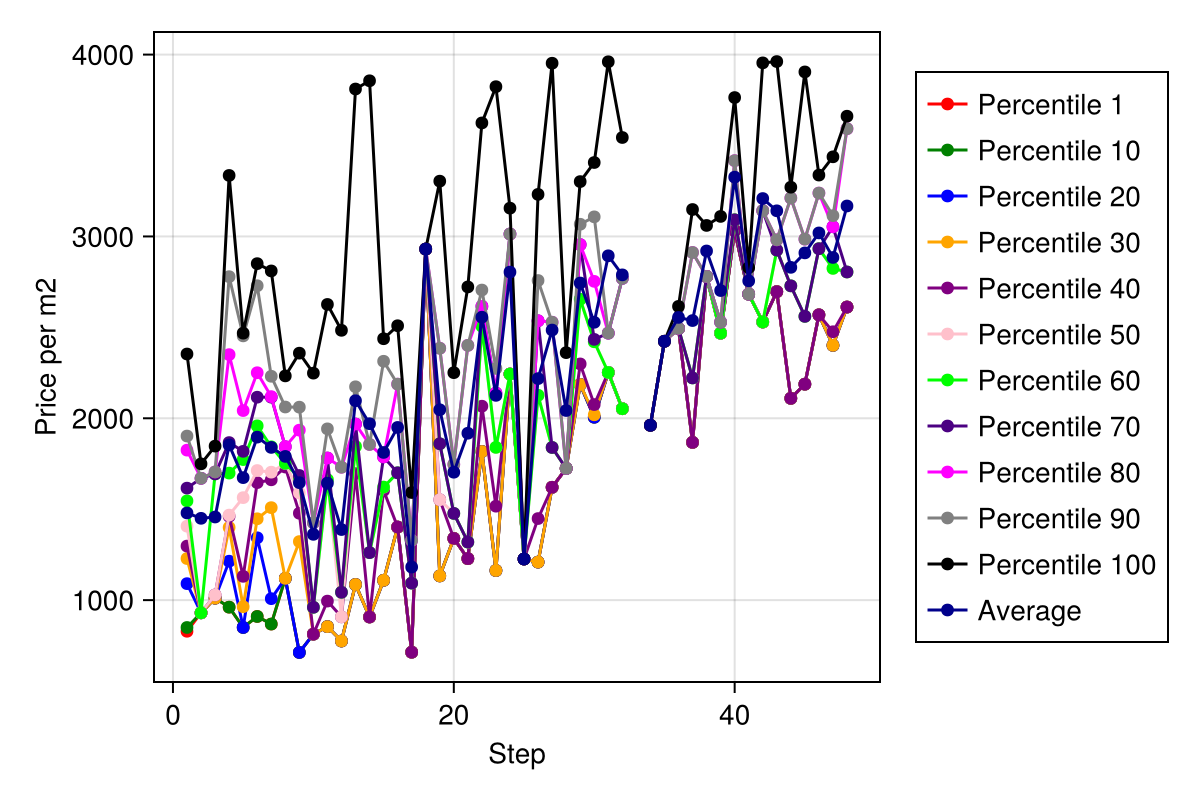 4000
3000
2000
1000
Price per m2
0
20
40
Step
Percentile 1
Percentile 10
Percentile 20
Percentile 30
Percentile 40
Percentile 50
Percentile 60
Percentile 70
Percentile 80
Percentile 90
Percentile 100
Average